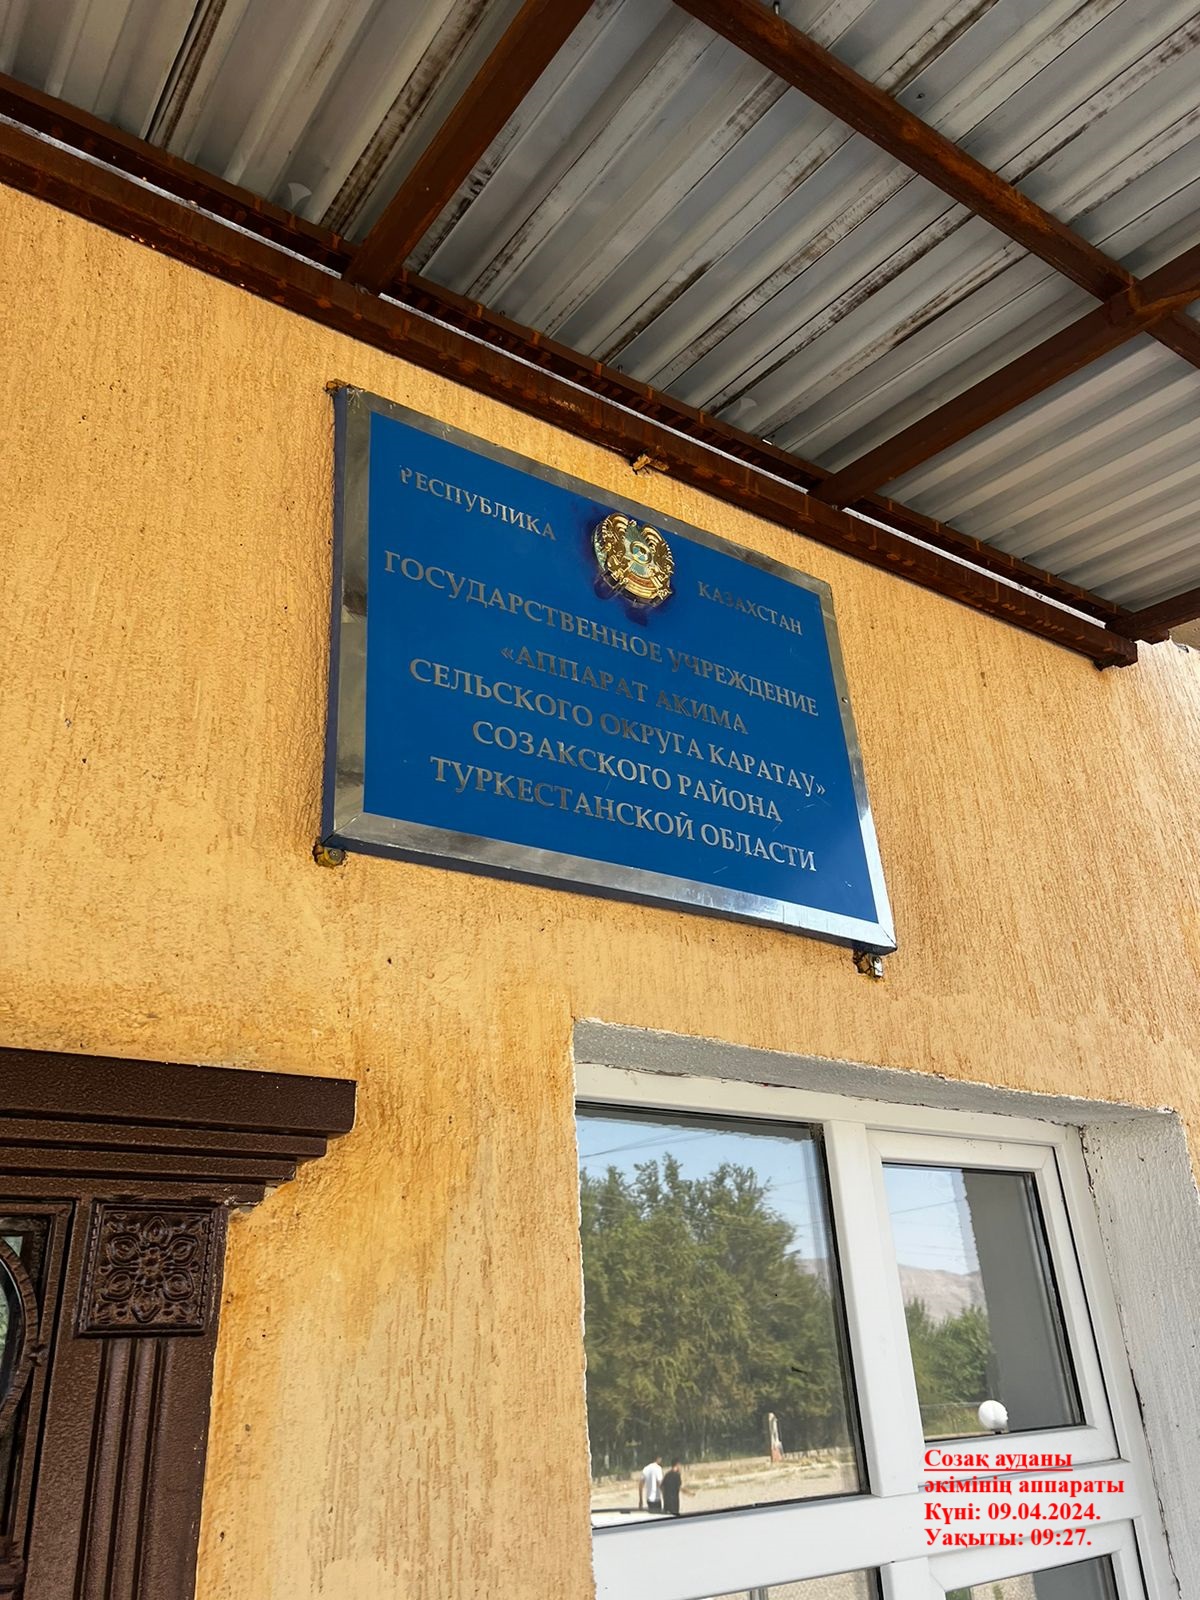 РЕСПУБЛИКА КАЗАХСТАН
ГОСУДАРСТВЕННОЕ УЧРЕЖДЕНИЕ
«АППАРАТ АКИМА
СЕЛЬСКОГО ОКРУГА КАРАТАУ»
СОЗАКСКОГО РАЙОНА
ТУРКЕСТАНСКОЙ ОБЛАСТИ
Созақ ауданы
әкімінің аппараты
Күні: 09.04.2024.
Уақыты: 09:27.